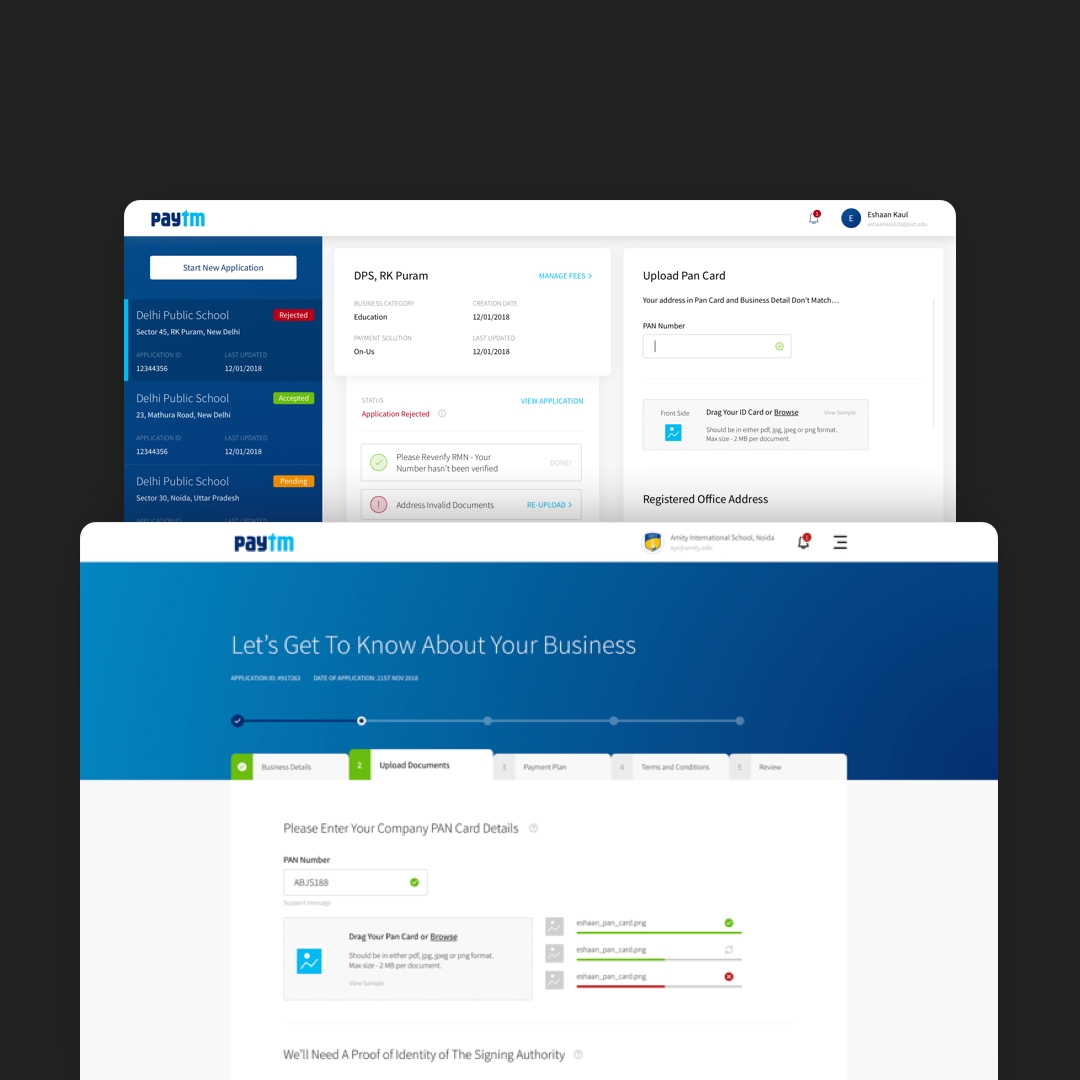 paytm
1
E
Eshaan Kaul
eshaankaul29@pict.edu
Start New Application
Delhi Public School
Rejected
Sector 45, RK Puram, New Delhi
APPLICATION ID
LAST UPDATED
12344356
12/01/2018
Delhi Public School
Accepted
23, Mathura Road, New Delhi
APPLICATION ID
LAST UPDATED
12344356
12/01/2018
Delhi Public School
Pending
Sector 30, Noida, Uttar Pradesh
APPLICATION ID
LAST UPDATED
DPS, RK Puram
MANAGE FEES >
BUSINESS CATEGORY
CREATION DATE
Education
12/01/2018
PAYMENT SOLUTION
LAST UPDATED
On-Us
12/01/2018
STATUS
VIEW APPLICATION
Application Rejected
Please Reverify RMN - Your
Number hasn't been verified
DONE!
Address Invalid Documents
RE-UPLOAD >
Upload Pan Card
Your address in Pan Card and Business Detail Don't Match...
PAN Number
Front Side
Drag Your ID Card or Browse
View Sample
Should be in either pdf, jpg, jpeg or png format.
Max size - 2 MB per document.
Registered Office Address
paytm
Amity International School, Noida
xyz@amity.edu
Let's Get To Know About Your Business
APPLICATION ID: #917263
DATE OF APPLICATION: 21ST NOV 2018
Business Details
2
Upload Documents
3
Payment Plan
4
Terms and Conditions
5
Review
Please Enter Your Company PAN Card Details
?
PAN Number
ABJS188
Support message
Drag Your Pan Card or Browse
Should be in either pdf, jpg, jpeg or png format.
Max size - 2 MB per document.
View Sample
eshaan_pan_card.png
eshaan_pan_card.png
eshaan_pan_card.png
We'll Need A Proof of Identity of The Signing Authority
?